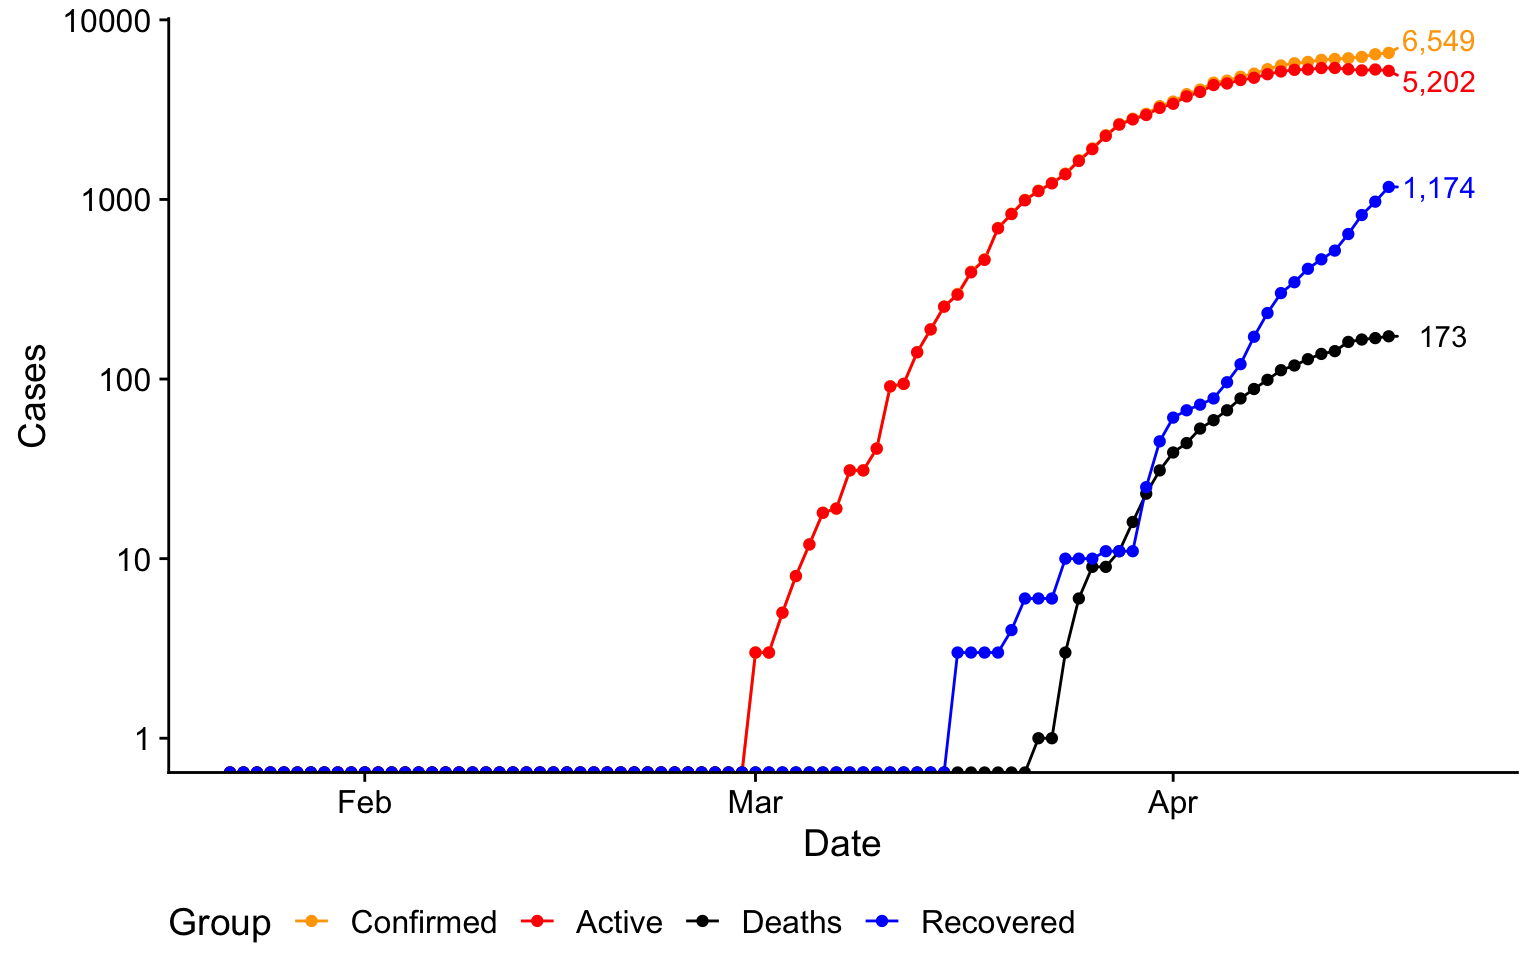 10000
6,549
5,202
1000
1,174
100
173
Cases
10
1
Feb Mar Apr
Date
Group Confirmed Active Deaths Recovered